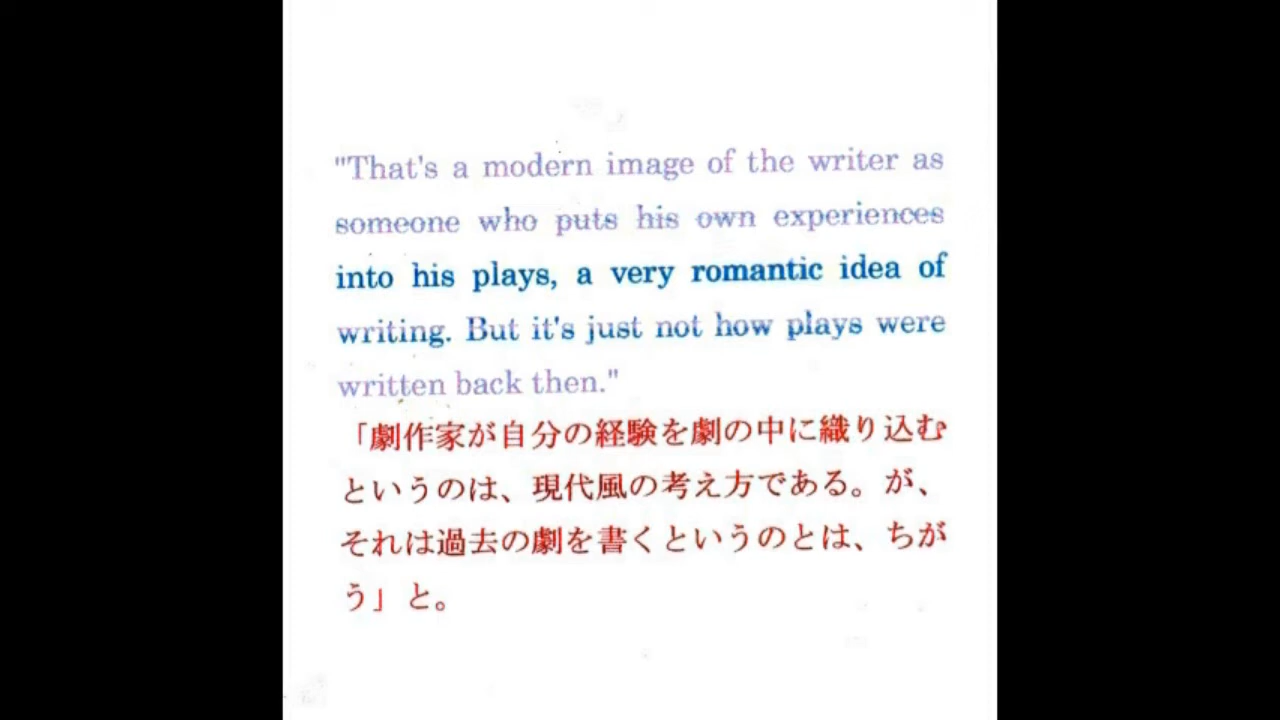 "That's a modern image of the writer as
someone who puts his own experiences
into his plays, a very romantic idea of
writing. But it's just not how plays were
written back then."
「劇作家が自分の経験を劇の中に織り込む
というのは、現代風の考え方である。が、
それは過去の劇を書くというのとは、ちが
う」と。